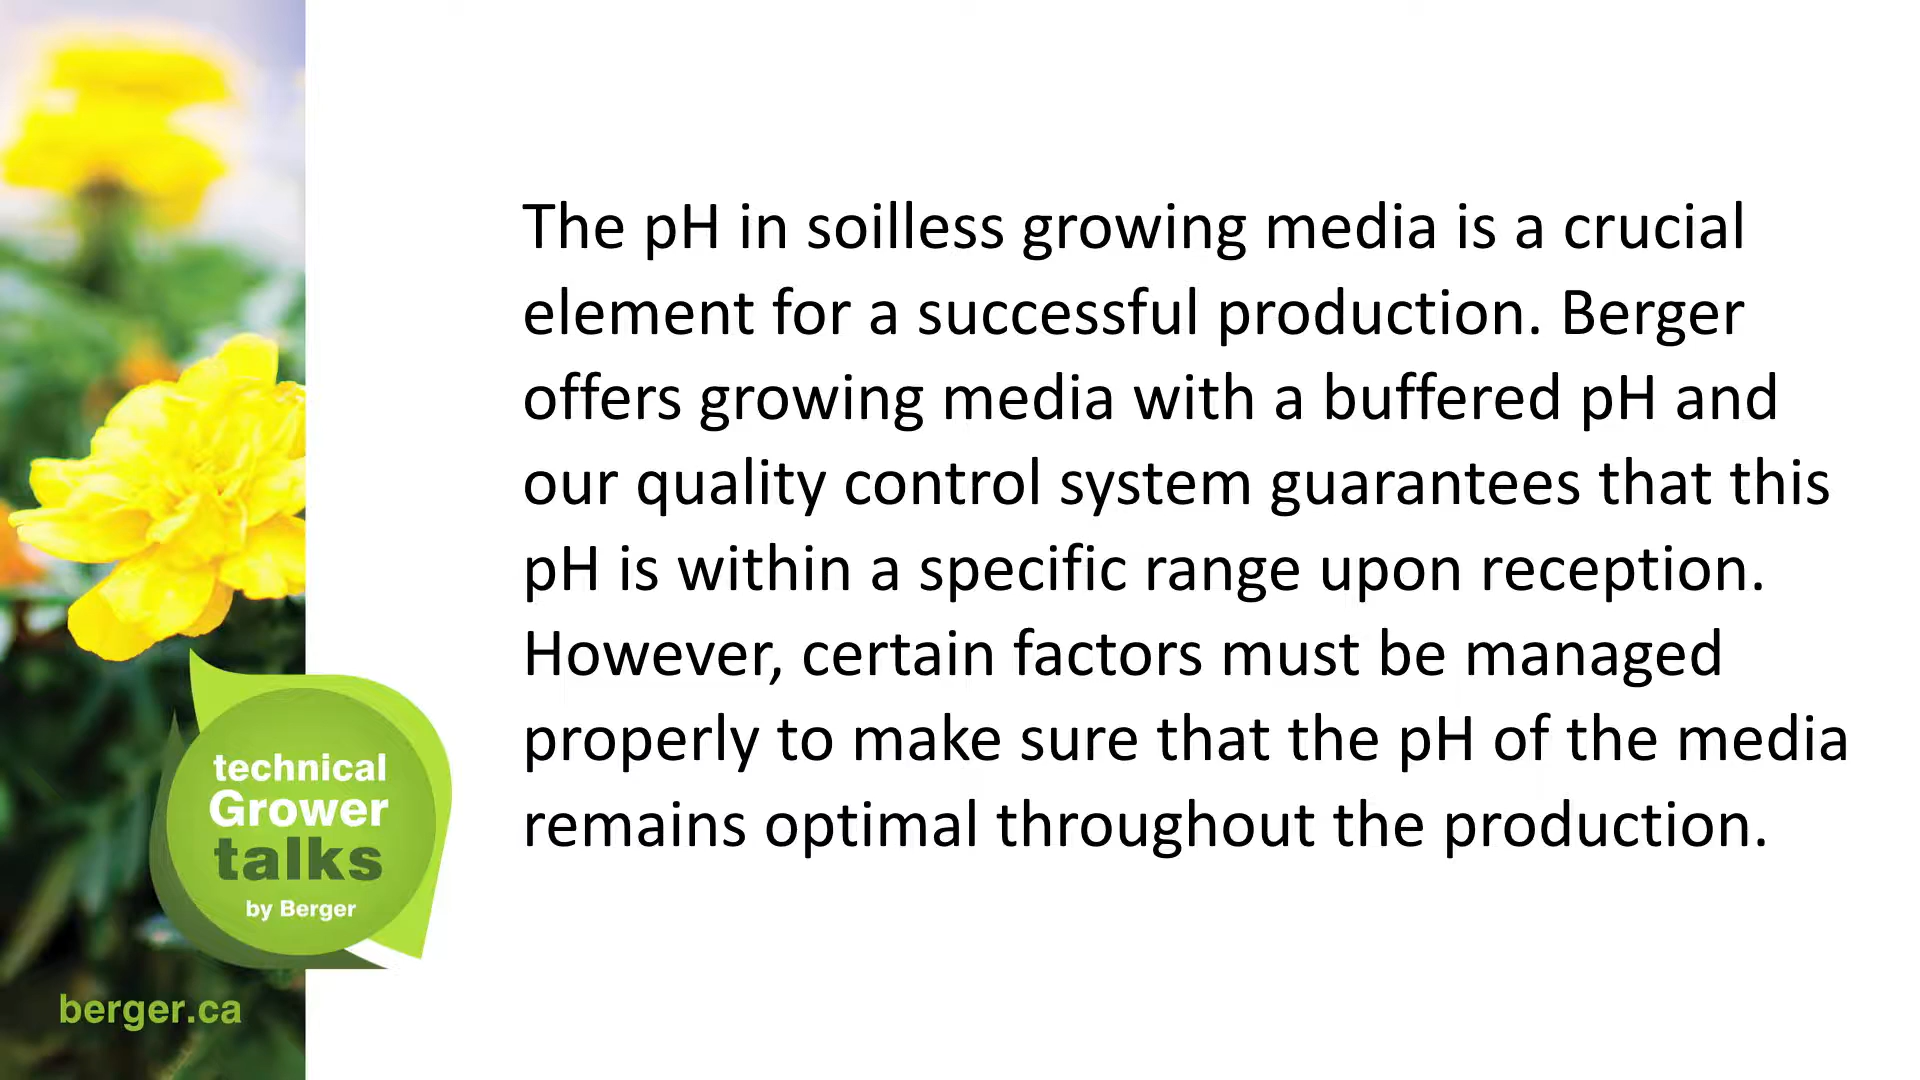 The pH in soilless growing media is a crucial
element for a successful production. Berger
offers growing media with a buffered pH and
our quality control system guarantees that this
pH is within a specific range upon reception.
However, certain factors must be managed
properly to make sure that the pH of the media
remains optimal throughout the production.
technical
Grower
talks
by Berger
berger.ca